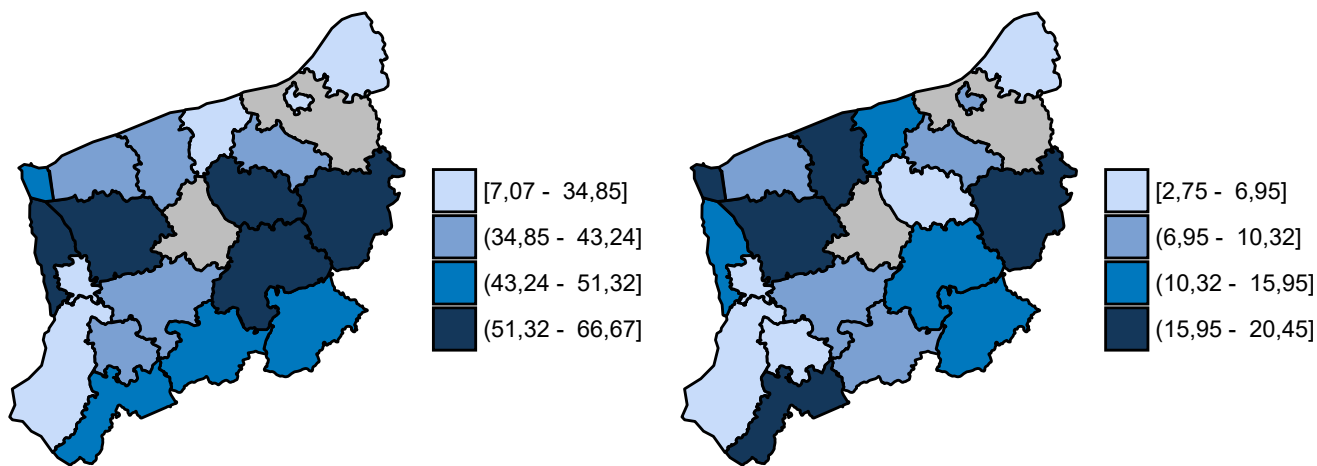 [7,07 - 34,85]
(34,85 - 43,24]
(43,24 - 51,32]
(51,32 - 66,67]
[2,75 - 6,95]
(6,95 - 10,32]
(10,32 - 15,95]
(15,95 - 20,45]